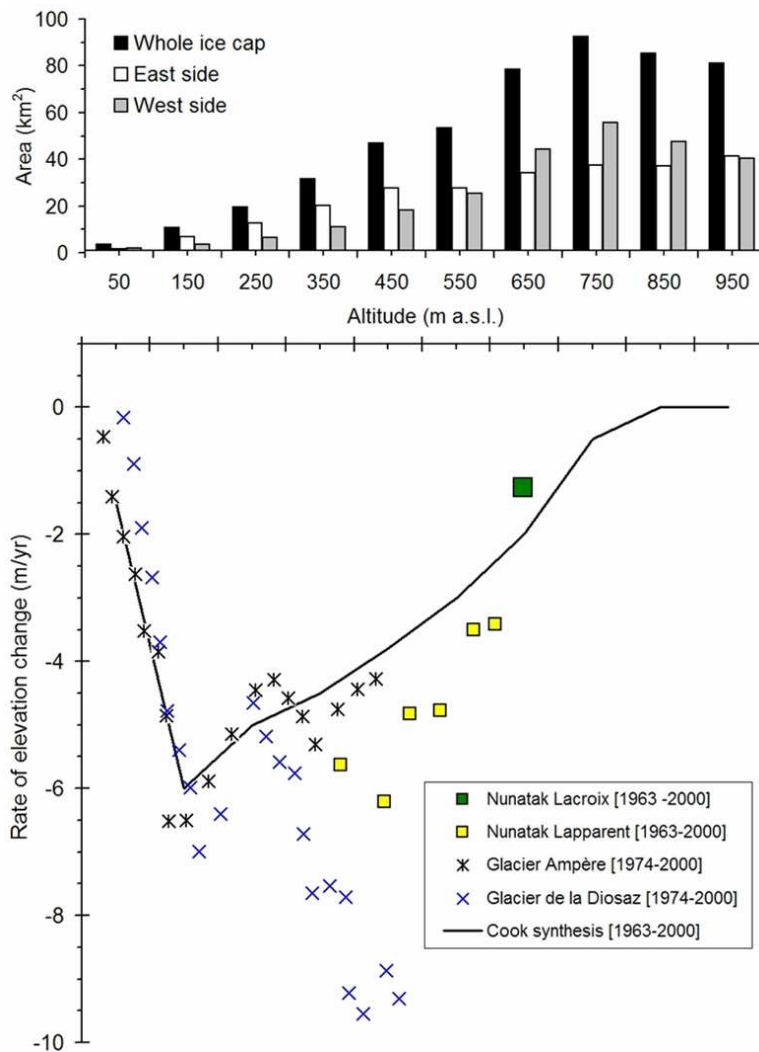 100
80
60
40
20
0
Area (km²)
Whole ice cap
East side
West side
50 150 250 350 450 550 650 750 850 950
Altitude (m a.s.l.)
0
-2
-4
-6
-8
-10
Rate of elevation change (m/yr)
Nunatak Lacroix [1963 -2000]
Nunatak Lapparent [1963-2000]
Glacier Ampère [1974-2000]
Glacier de la Diosaz [1974-2000]
Cook synthesis [1963-2000]